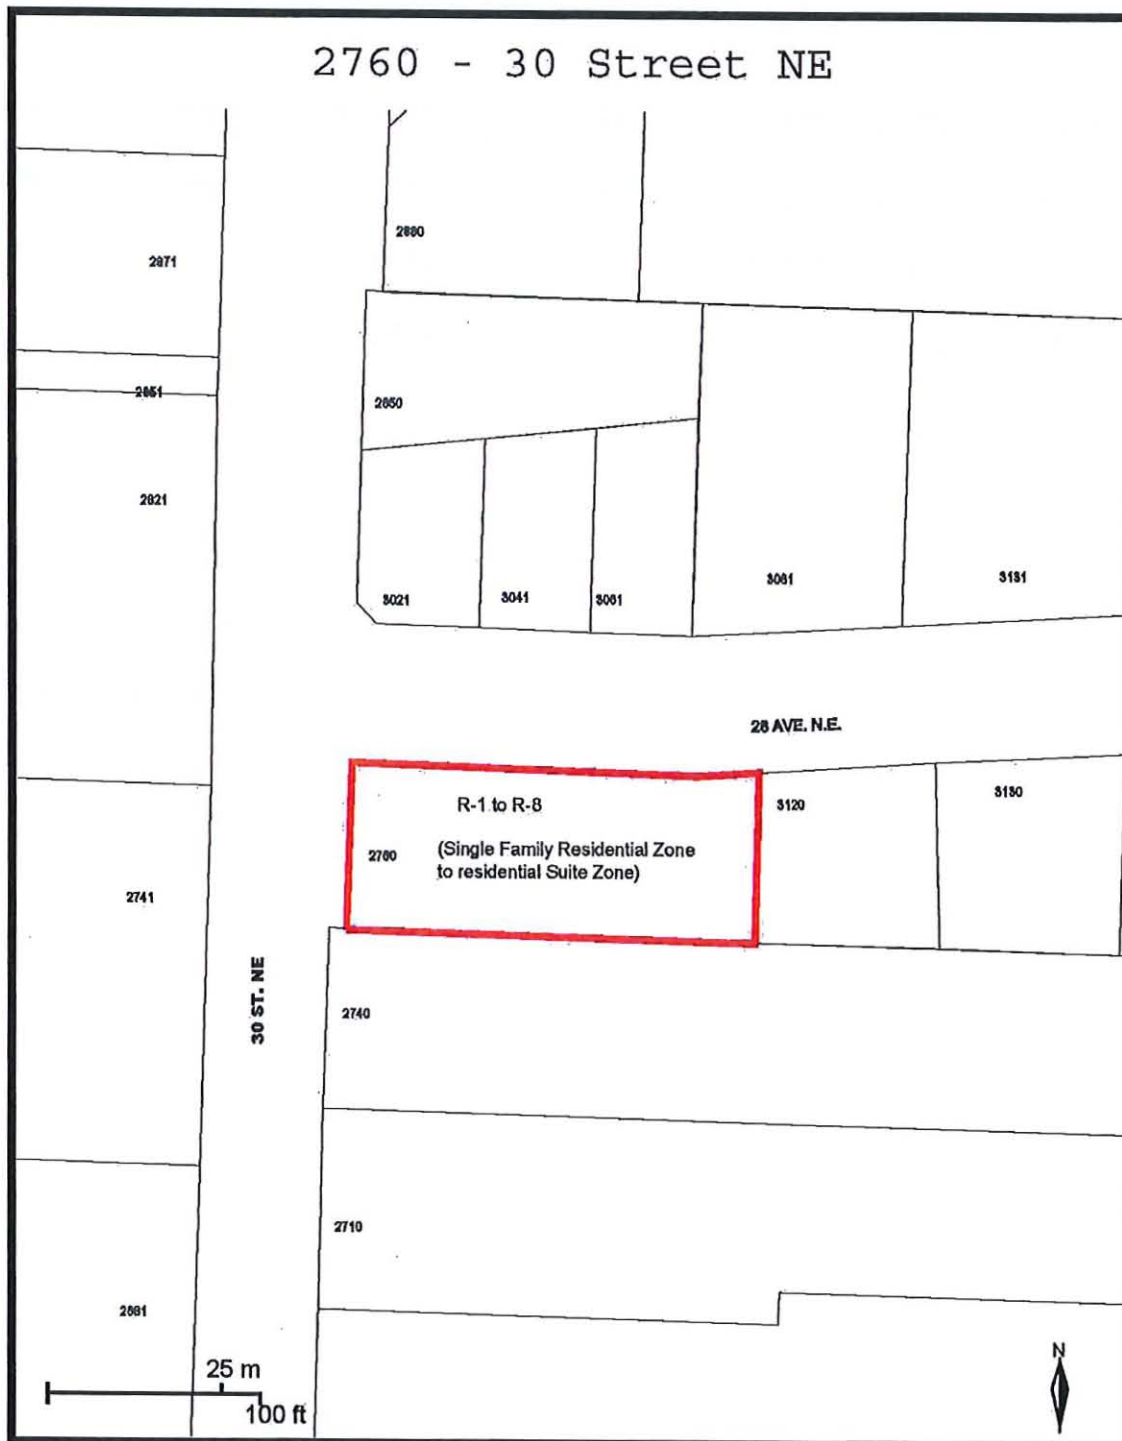 2760 - 30 Street NE
2880
2871
2851
2850
2821
3021
3041
3061
3081
3131
28 AVE. N.E.
R-1 to R-8
(Single Family Residential Zone
to residential Suite Zone)
2760
3120
3130
2741
30 ST. NE
2740
2710
2681
25 m
100 ft
N